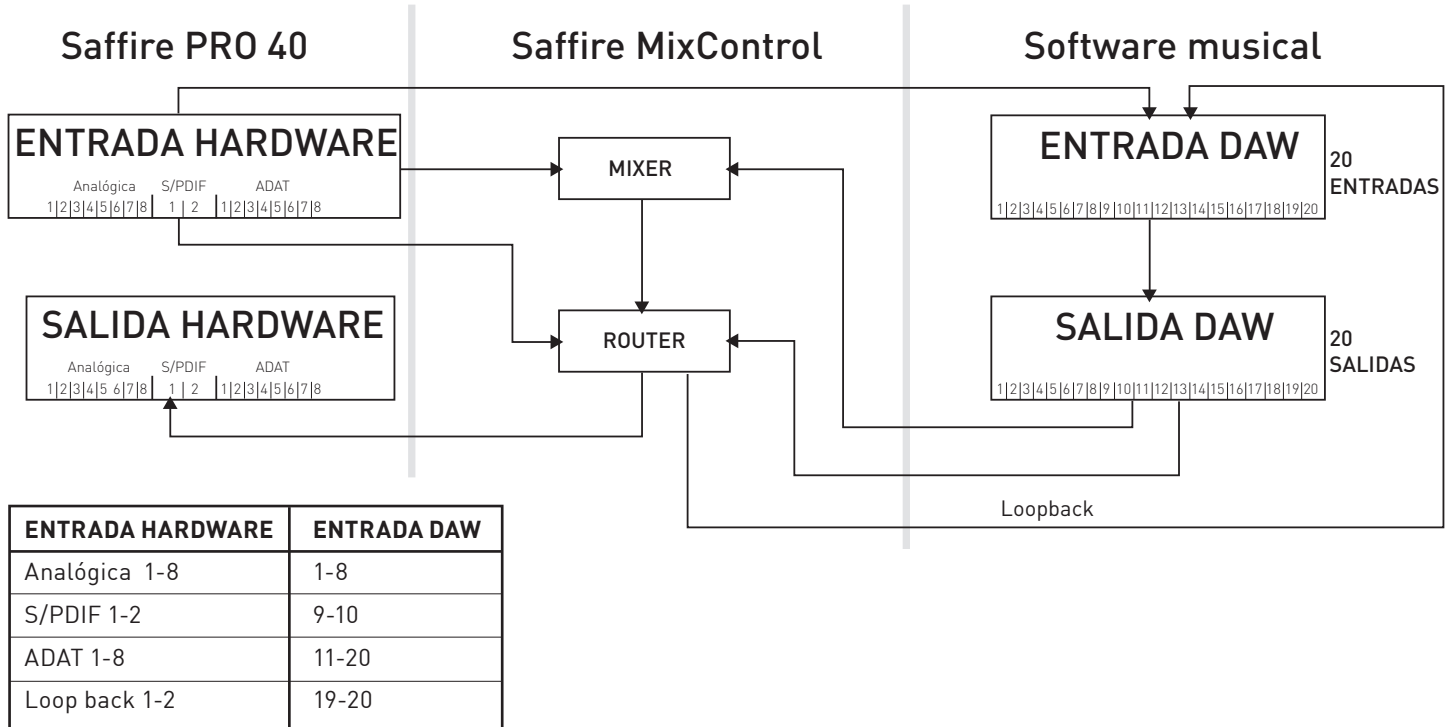 Saffire PRO 40
Saffire MixControl
Software musical
ENTRADA HARDWARE
Analógica S/PDIF ADAT
1|2|3|4|5|6|7|8| 1 | 2 |1|2|3|4|5|6|7|8
MIXER
ENTRADA DAW
1|2|3|4|5|6|7|8|9|10|11|12|13|14|15|16|17|18|19|20
20
ENTRADAS
SALIDA HARDWARE
Analógica S/PDIF ADAT
1|2|3|4|5 6|7|8| 1 | 2 |1|2|3|4|5|6|7|8
ROUTER
SALIDA DAW
1|2|3|4|5|6|7|8|9|10|11|12|13|14|15|16|17|18|19|20
20
SALIDAS
Loopback
ENTRADA HARDWARE ENTRADA DAW
Analógica 1-8 1-8
S/PDIF 1-2 9-10
ADAT 1-8 11-20
Loop back 1-2 19-20